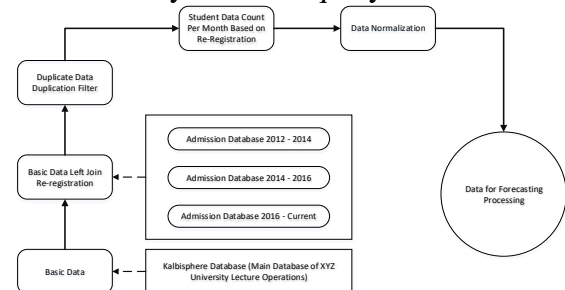 Student Data Count
Per Month Based on
Re-Registration
Data Normalization
Duplicate Data
Duplication Filter
Basic Data Left Join
Re-registration
Admission Database 2012 - 2014
Admission Database 2014 - 2016
Admission Database 2016 - Current
Data for Forecasting
Processing
Basic Data
Kalbisphere Database (Main Database of XYZ
University Lecture Operations)